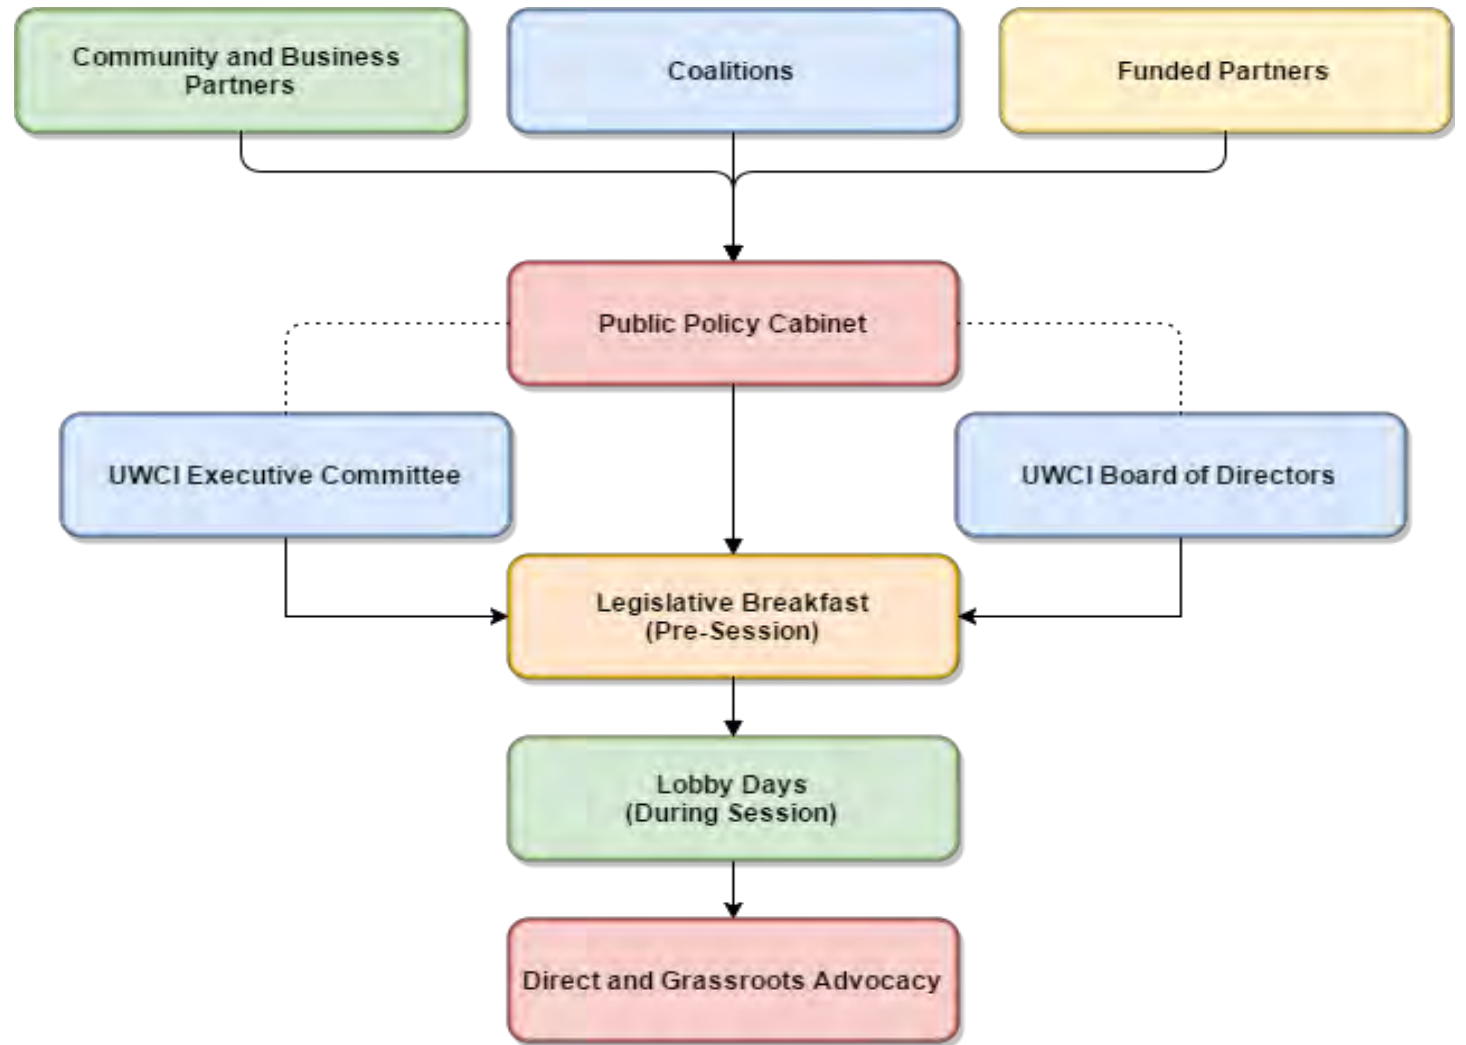 Community and Business
Partners
Coalitions
Funded Partners
Public Policy Cabinet
UWCI Executive Committee
UWCI Board of Directors
Legislative Breakfast
(Pre-Session)
Lobby Days
(During Session)
Direct and Grassroots Advocacy